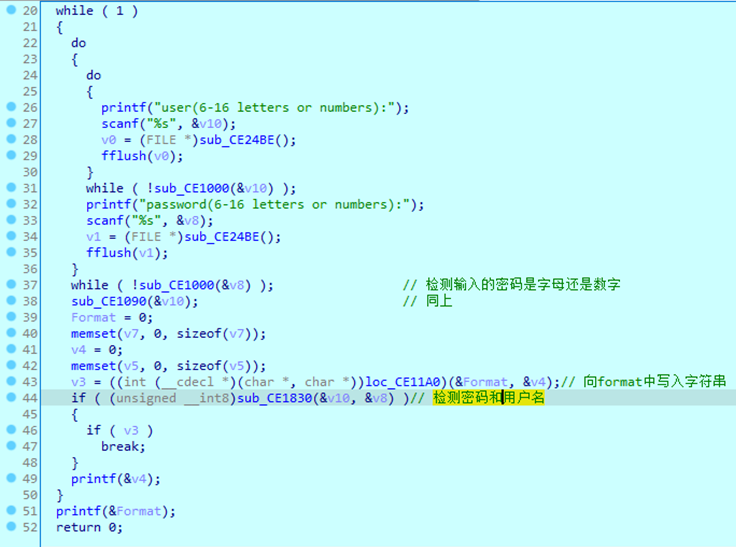 20 while ( 1 )
21 {
22 do
23 {
24 do
25 {
26 printf("user(6-16 letters or numbers):");
27 scanf("%s", &v10);
28 v0 = (FILE *)sub_CE24BE();
29 fflush(v0);
30 }
31 while ( !sub_CE1000(&v10) );
32 printf("password(6-16 letters or numbers):");
33 scanf("%s", &v8);
34 v1 = (FILE *)sub_CE24BE();
35 fflush(v1);
36 }
37 while ( !sub_CE1000(&v8) ); // 检测输入的密码是字母还是数字
38 sub_CE1090(&v10); // 同上
39 Format = 0;
40 memset(v7, 0, sizeof(v7));
41 v4 = 0;
42 memset(v5, 0, sizeof(v5));
43 v3 = ((int (__cdecl *)(char *, char *))loc_CE11A0)(&Format, &v4);// 向format中写入字符串
44 if ( (unsigned __int8)sub_CE1830(&v10, &v8) )// 检测密码和用户名
45 {
46 if ( v3 )
47 break;
48 }
49 printf(&v4);
50 }
51 printf(&Format);
52 return 0;